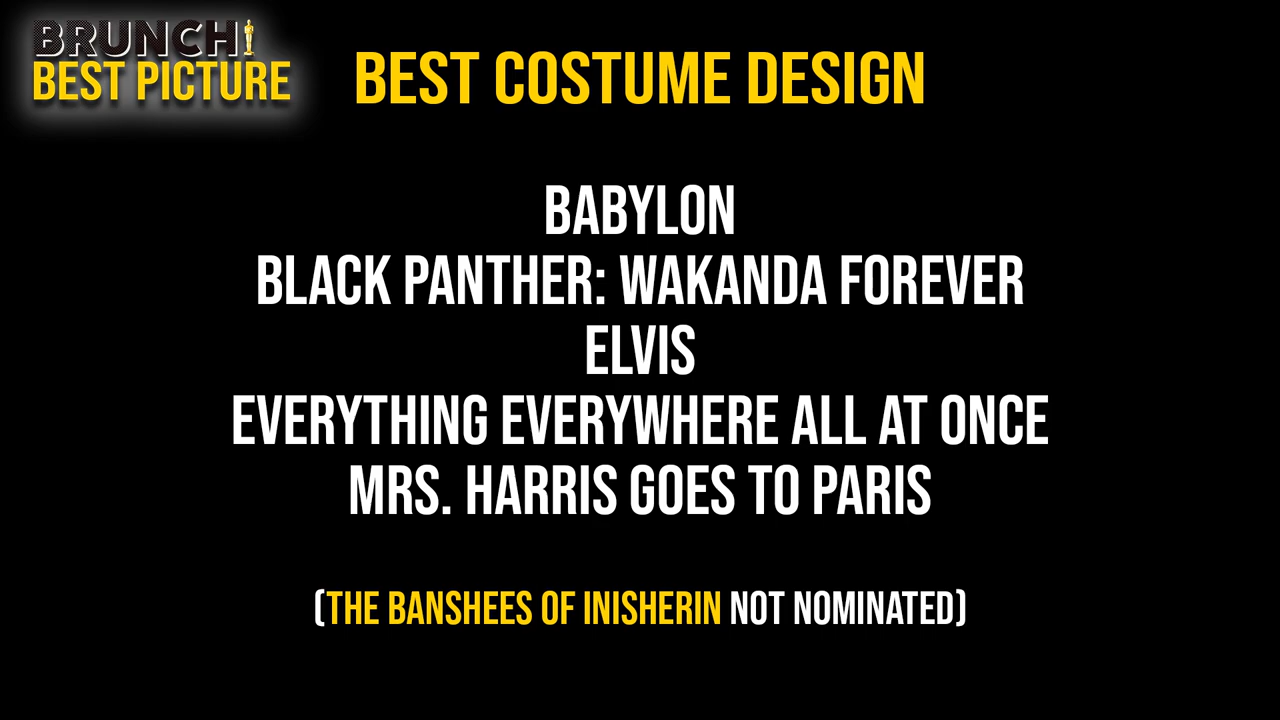 BRUNCH
BEST PICTURE
BEST COSTUME DESIGN
BABYLON
BLACK PANTHER: WAKANDA FOREVER
ELVIS
EVERYTHING EVERYWHERE ALL AT ONCE
MRS. HARRIS GOES TO PARIS
(THE BANSHEES OF INISHERIN NOT NOMINATED)